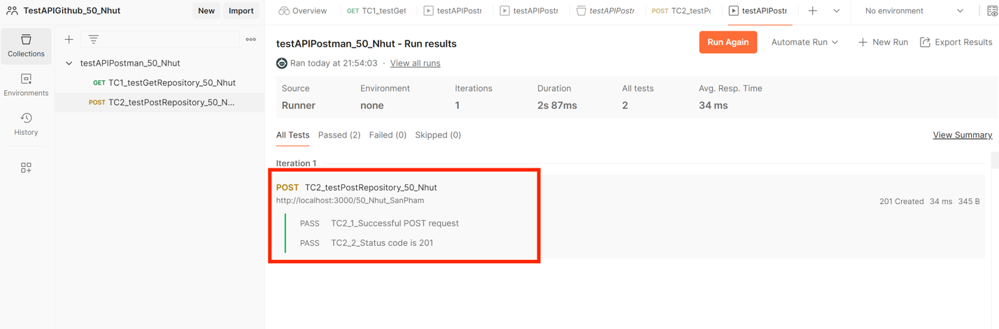 TestAPIGithub_50_Nhut New Import Overview GET TC1_testGet testAPIPostr testAPIPostr testAPIPostr POST TC2_testPo testAPIPostr No environment
Collections
Environments
History
testAPIPostman_50_Nhut
GET TC1_testGetRepository_50_Nhut
POST TC2_testPostRepository_50_N...
testAPIPostman_50_Nhut - Run results Run Again Automate Run New Run Export Results
Ran today at 21:54:03 · View all runs
Source Environment Iterations Duration All tests Avg. Resp. Time
Runner none 1 2s 87ms 2 34 ms
All Tests Passed (2) Failed (0) Skipped (0) View Summary
Iteration 1
POST TC2_testPostRepository_50_Nhut
http://localhost:3000/50_Nhut_SanPham 201 Created 34 ms 345 B
PASS TC2_1_Successful POST request
PASS TC2_2_Status code is 201